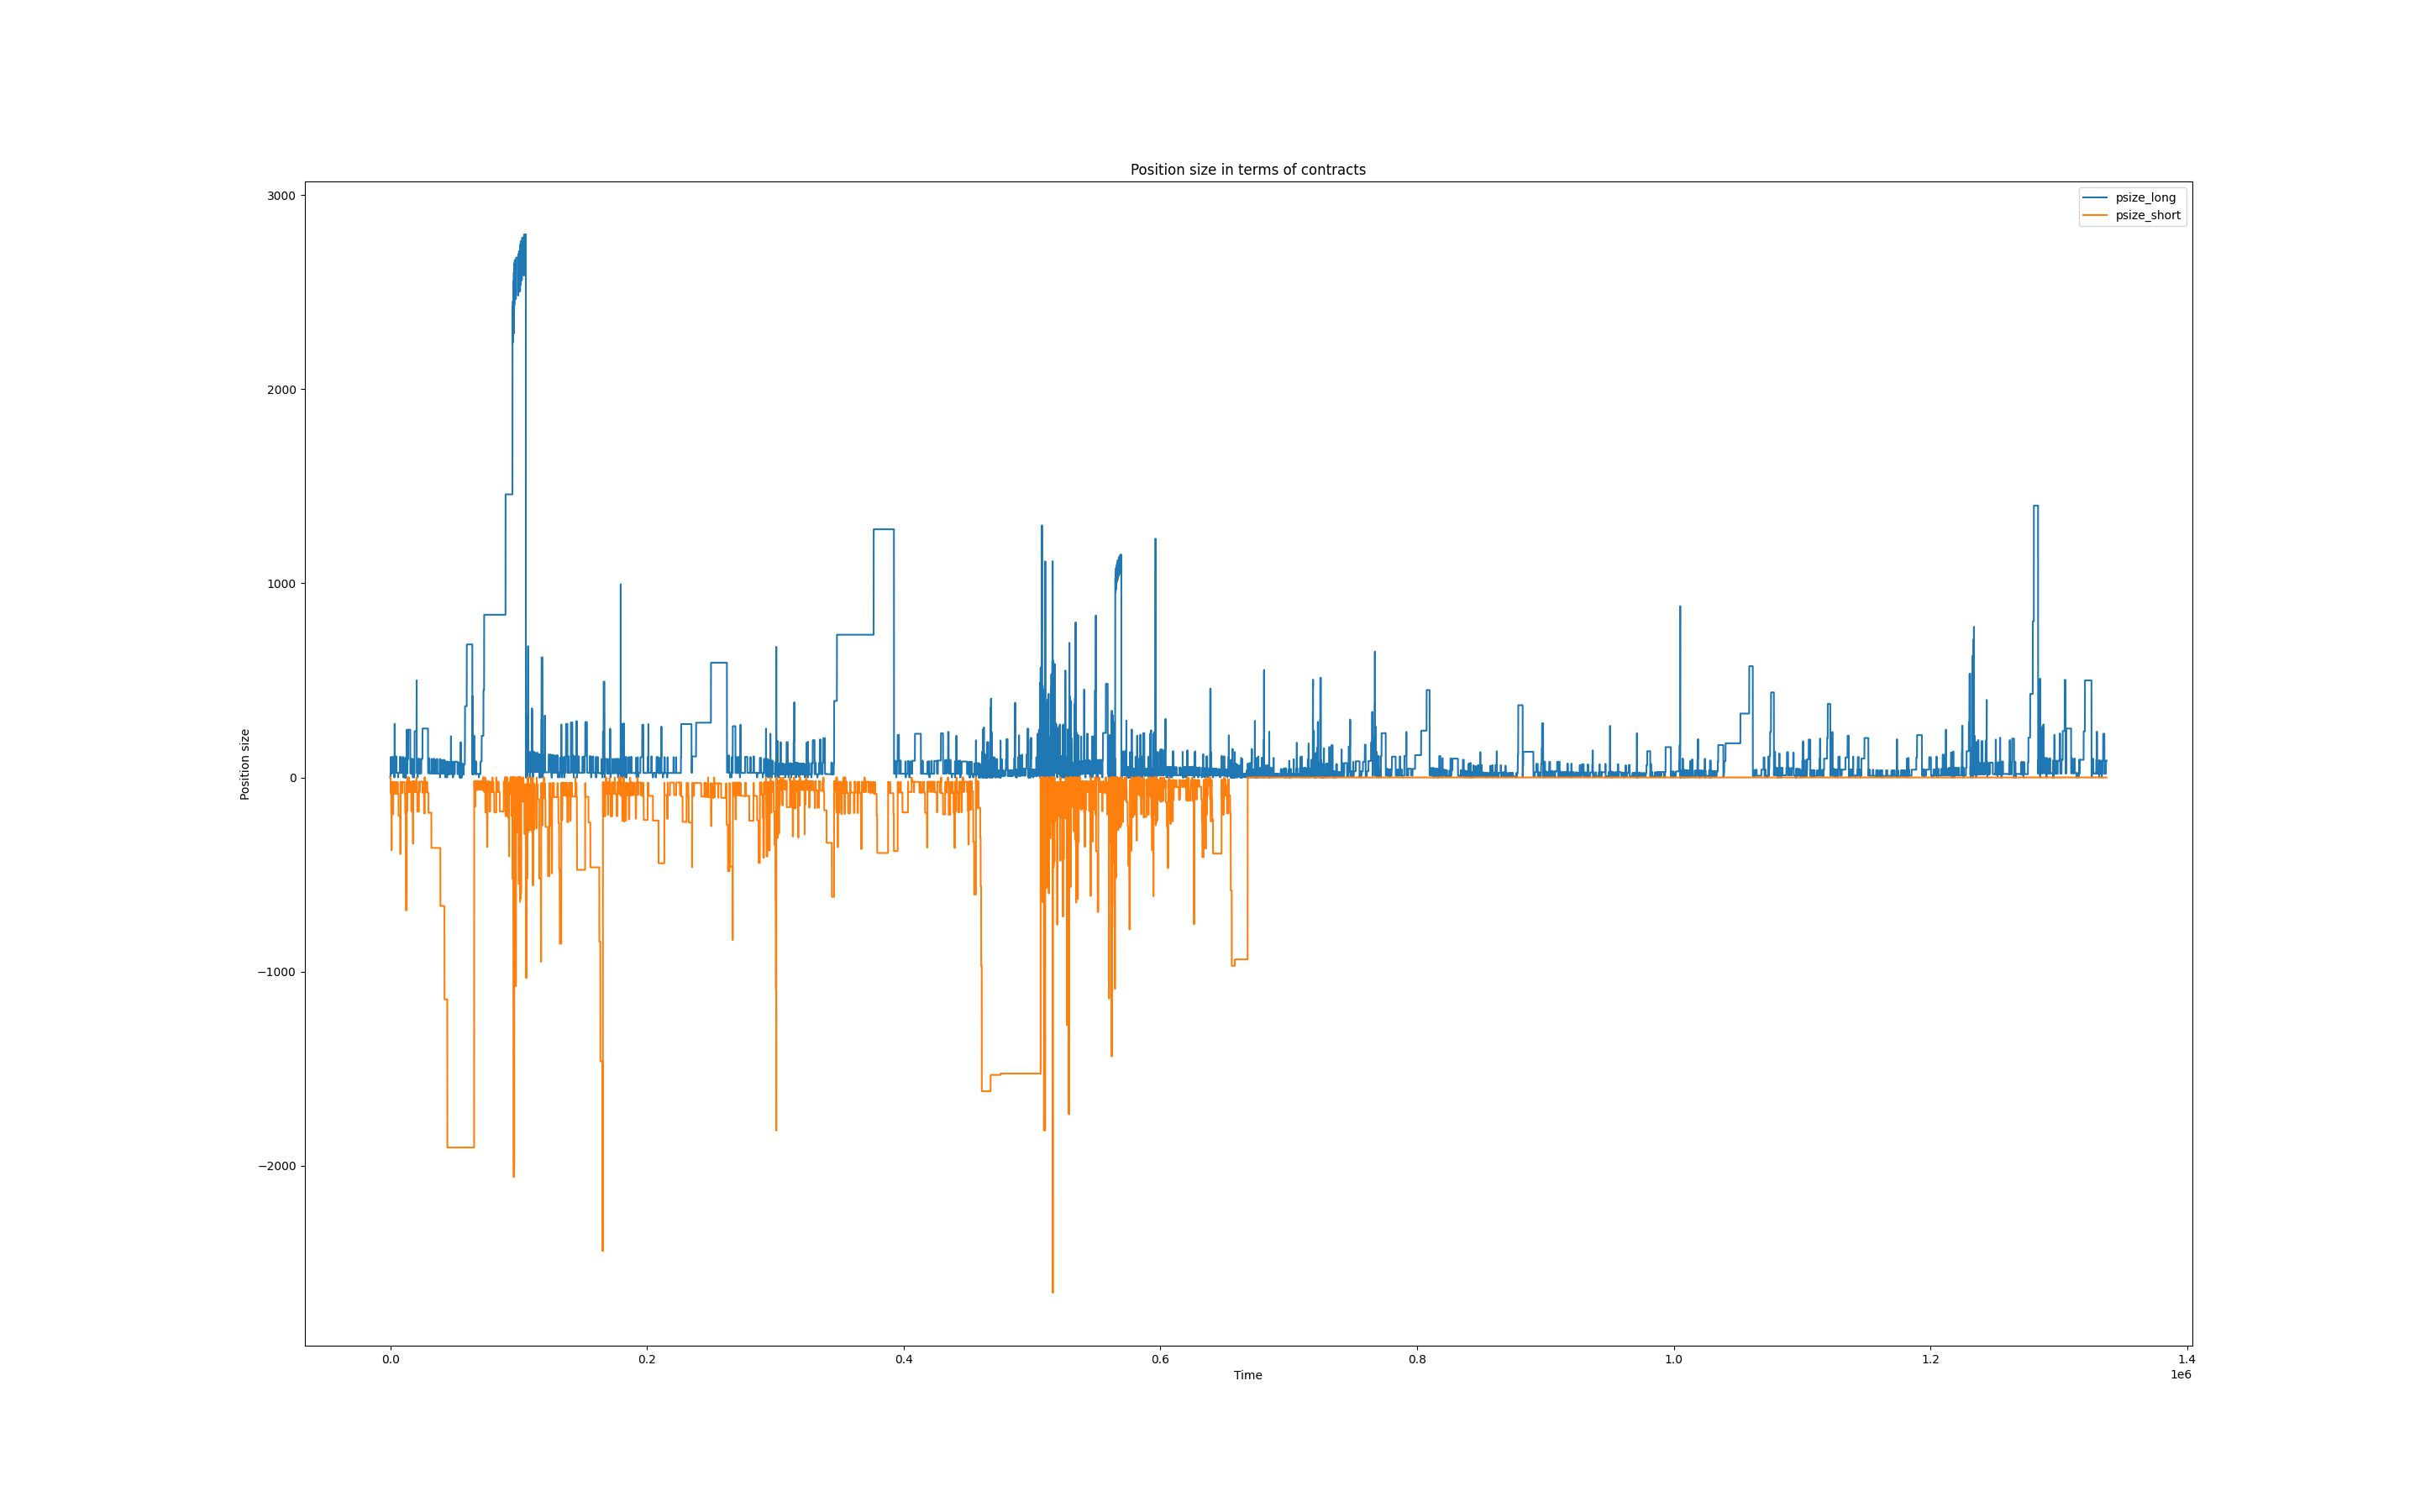 Position size in terms of contracts
psize_long
psize_short
Position size
3000
2000
1000
0
−1000
−2000
0.0 0.2 0.4 0.6 0.8 1.0 1.2 1.4
1e6
Time